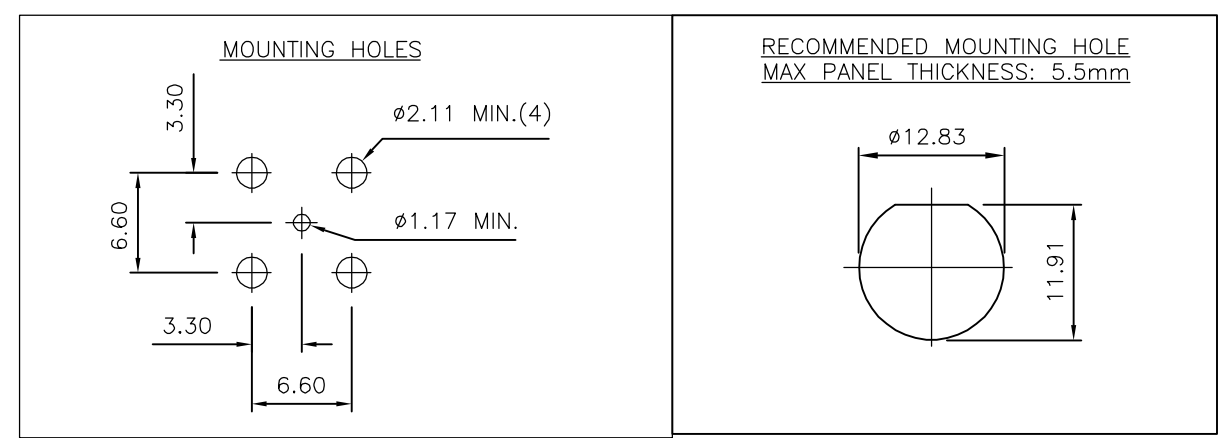 MOUNTING HOLES
3.30
ø2.11 MIN.(4)
6.60
ø1.17 MIN.
3.30
6.60
RECOMMENDED MOUNTING HOLE
MAX PANEL THICKNESS: 5.5mm
ø12.83
11.91